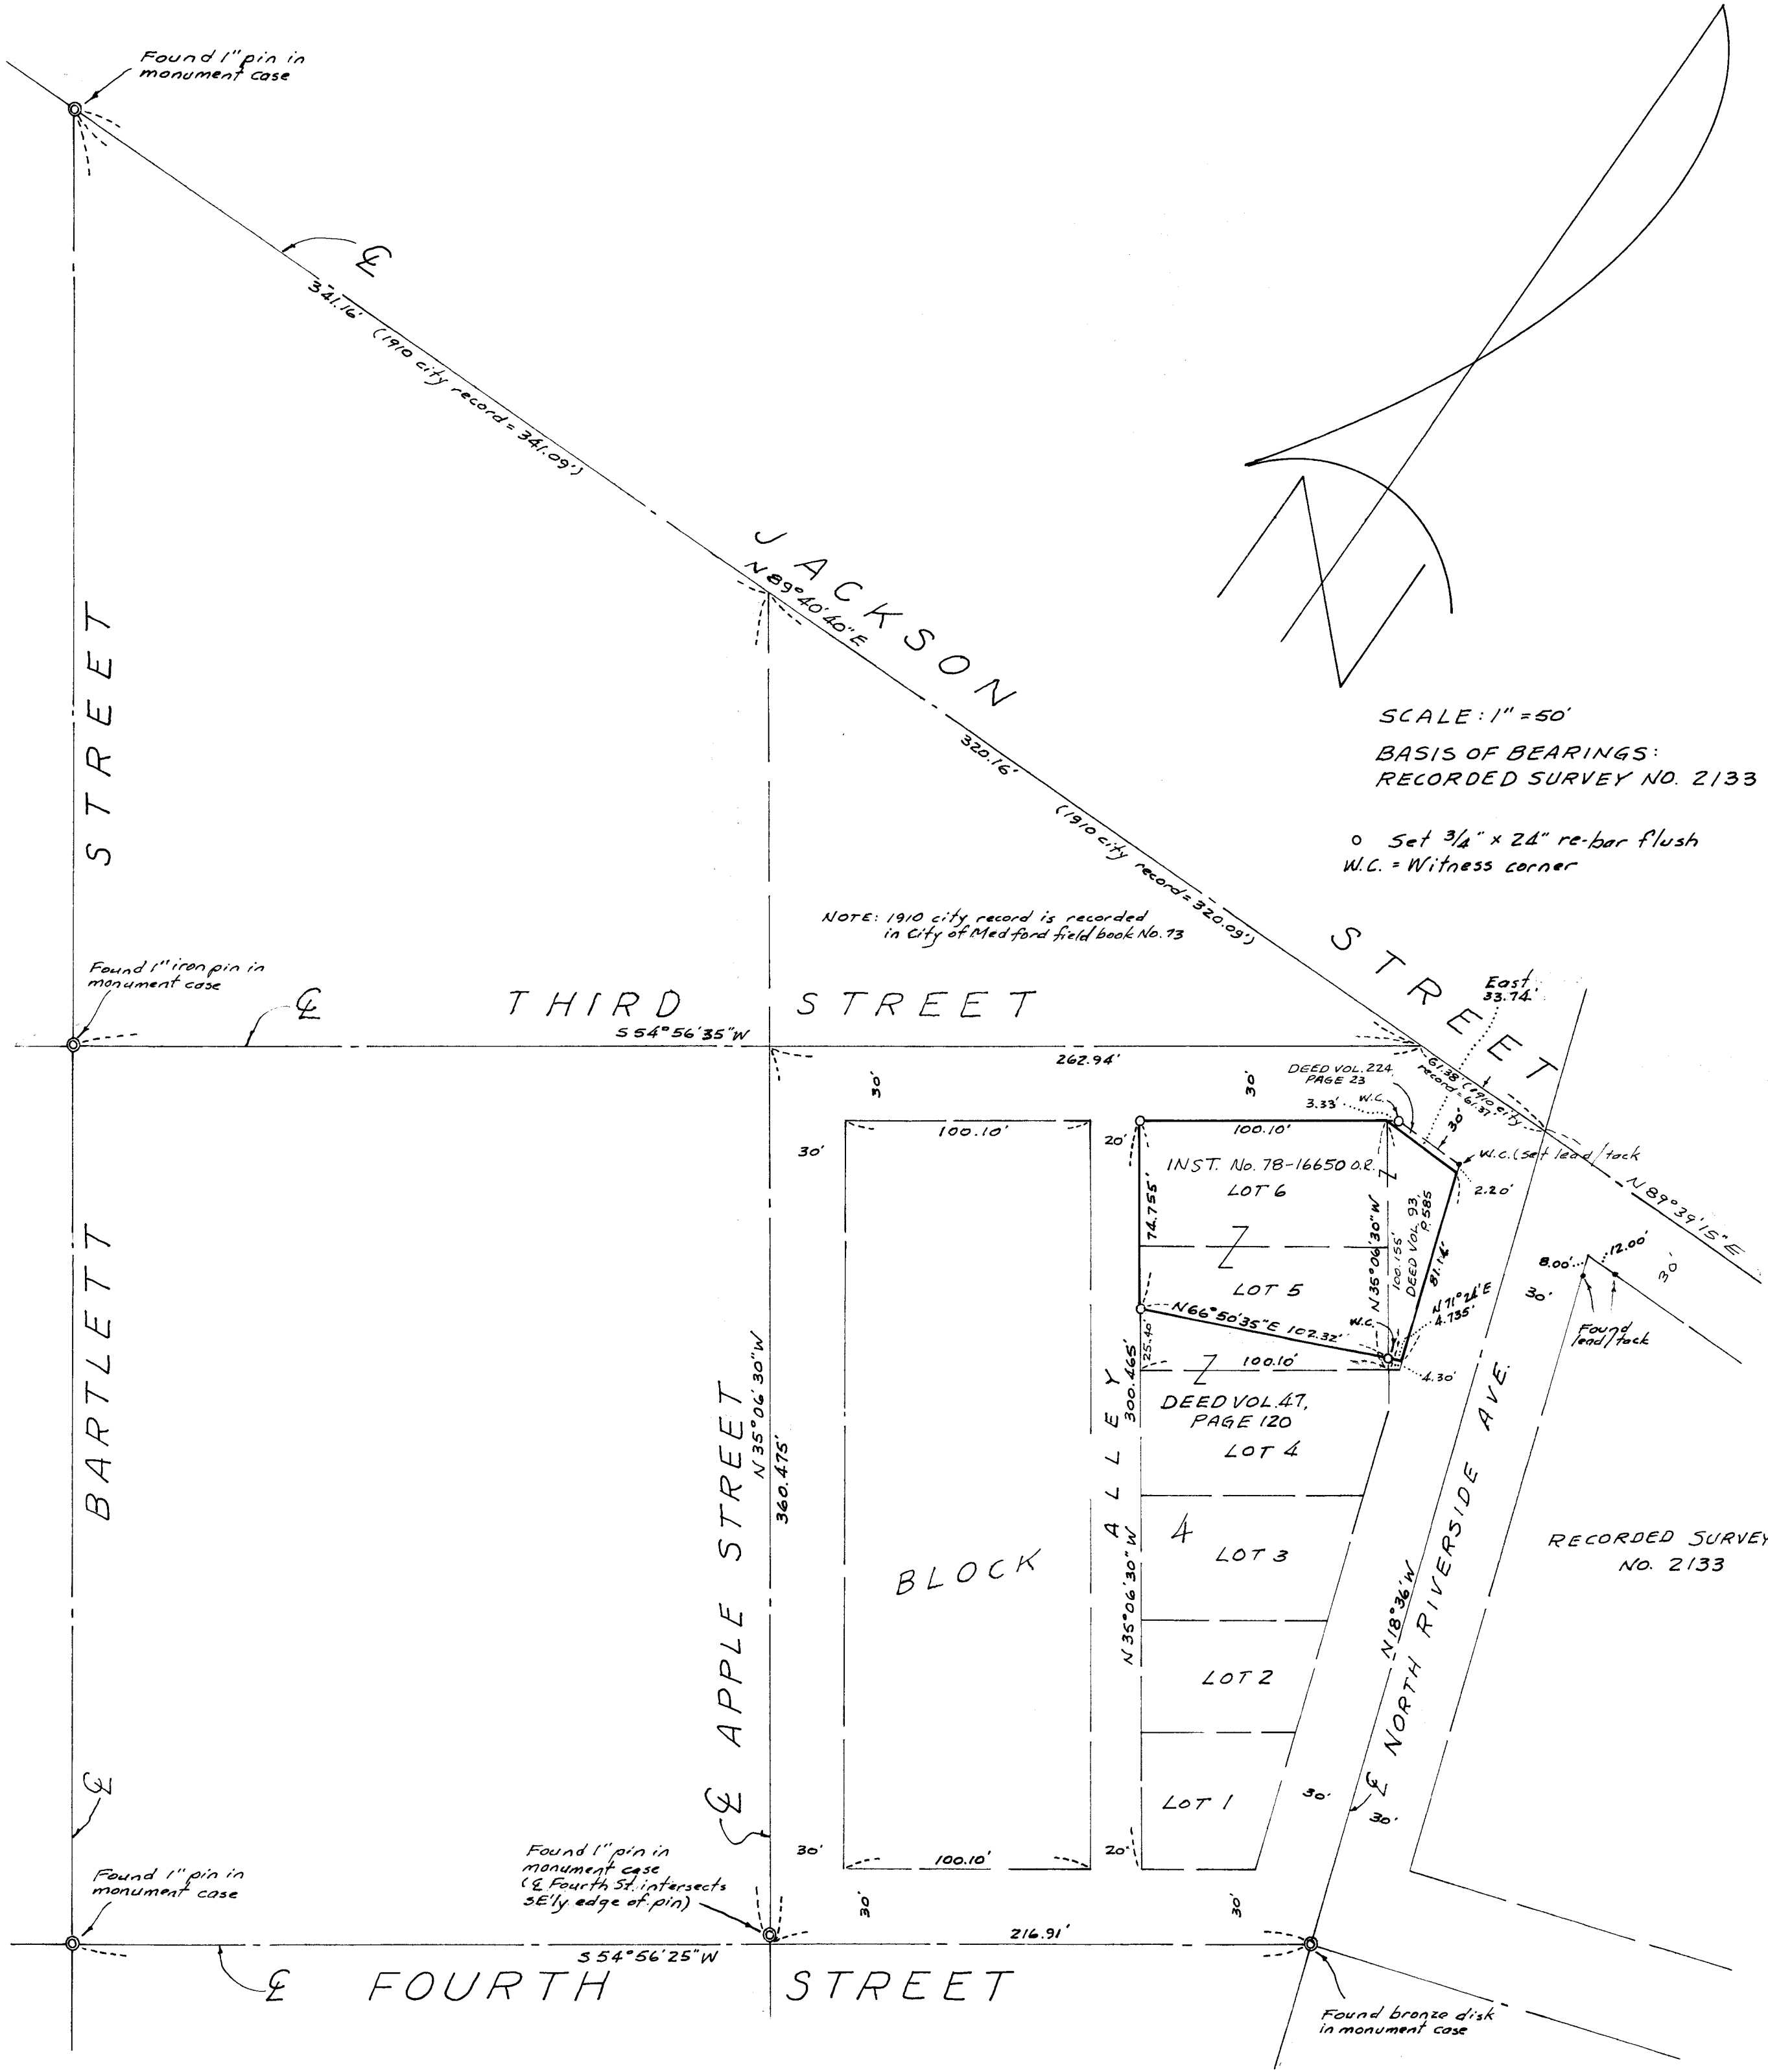 Found 1" pin in
monument case
℄
341.16' (1910 city record = 341.09')
JACKSON
N 89°40'40" E
320.16' (1910 city record = 320.09')
STREET
N
SCALE: 1" = 50'
BASIS OF BEARINGS:
RECORDED SURVEY NO. 2133
o Set 3/4" x 24" re-bar flush
W.C. = Witness corner
NOTE: 1910 city record is recorded
in City of Medford field book No. 73
STREET
BARTLETT
Found 1" iron pin in
monument case
℄
THIRD STREET
S 54°56'35" W
262.94'
East
33.74'
61.38' (1910 city
record = 61.37')
DEED VOL. 224,
PAGE 23
3.33'
W.C.
30'
30'
30'
30'
100.10'
20'
100.10'
W.C. (set lead/tack
2.20'
N 89°39'15" E
INST. No. 78-16650 O.R.
LOT 6
74.755'
N 35°06'30" W
100.155'
DEED VOL. 93,
P. 585
81.14'
LOT 5
N 66°50'35" E 102.32'
W.C.
N 71°24' E
4.735'
25.40'
100.10'
4.30'
8.00'
12.00'
30'
30'
Found
lead/tack
DEED VOL. 47,
PAGE 120
LOT 4
4
LOT 3
LOT 2
LOT 1
BLOCK
ALLEY
300.465'
N 35°06'30" W
℄ APPLE STREET
N 35°06'30" W
360.475'
℄ NORTH RIVERSIDE AVE.
N 18°36' W
30'
30'
RECORDED SURVEY
NO. 2133
℄
30'
100.10'
20'
30'
30'
Found 1" pin in
monument case
Found 1" pin in
monument case
(℄ Fourth St. intersects
SE'ly edge of pin)
216.91'
S 54°56'25" W
℄
FOURTH STREET
Found bronze disk
in monument case